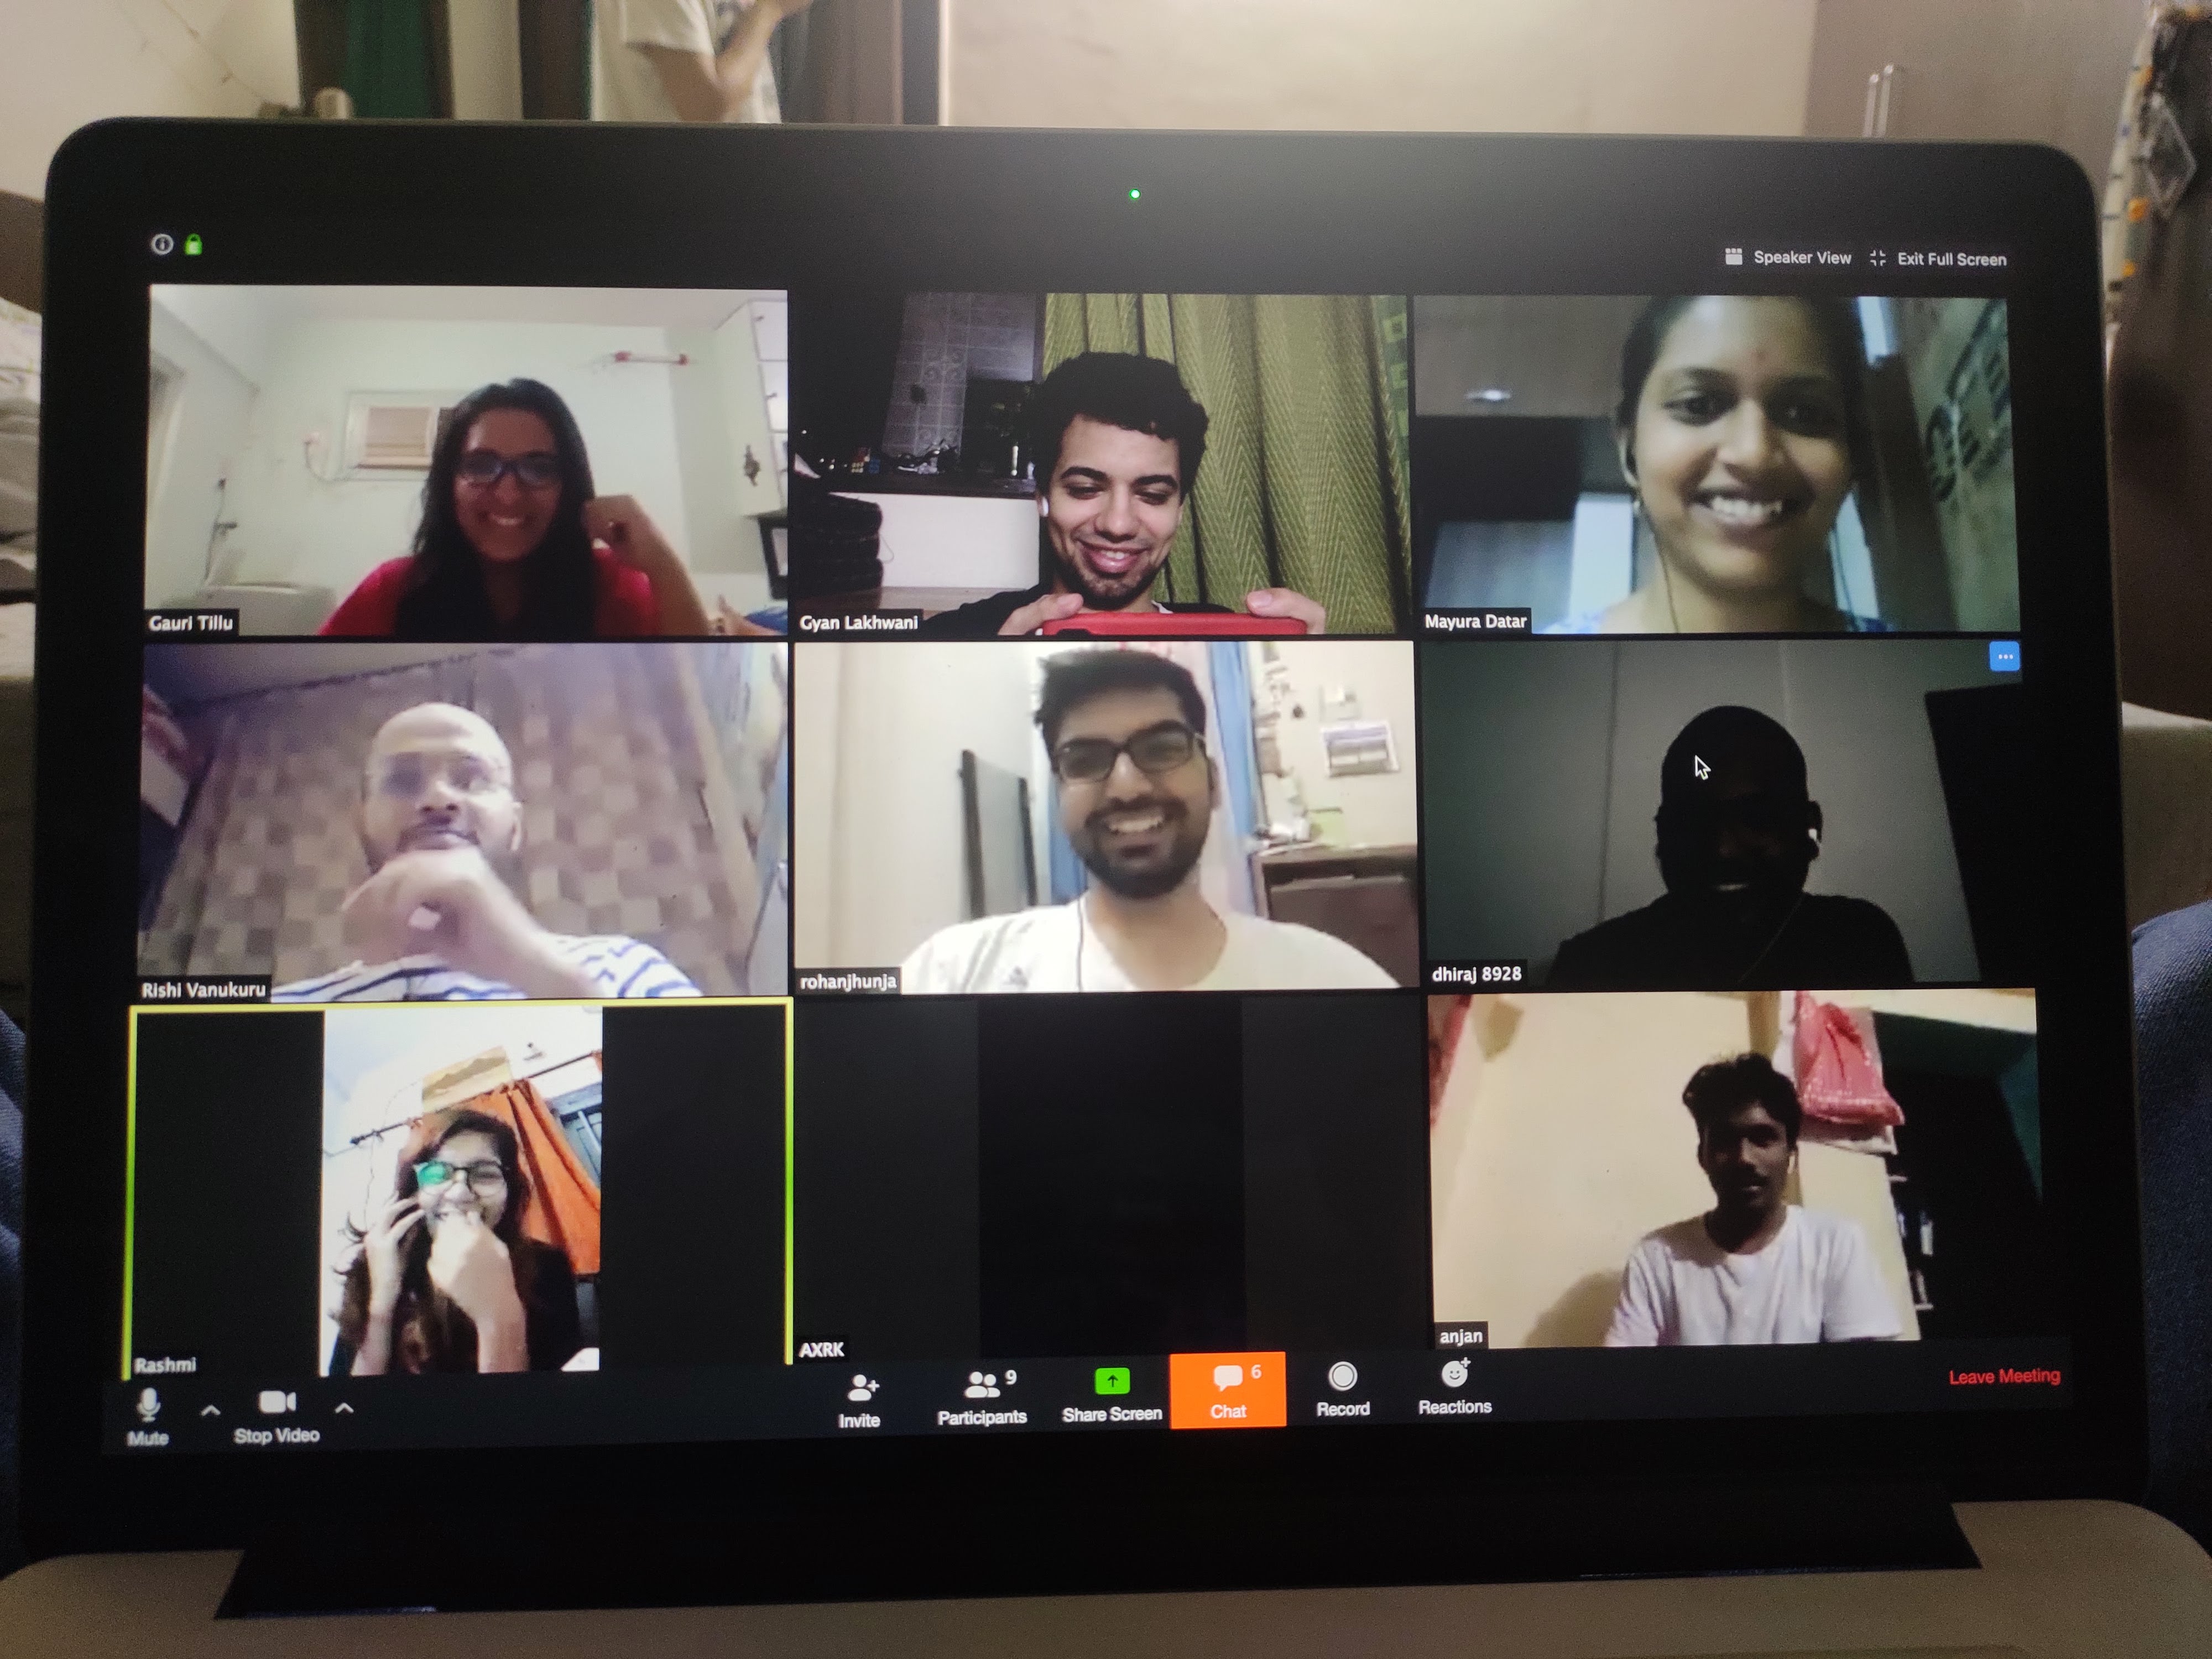 Speaker View Exit Full Screen
Gauri Tillu
Gyan Lakhwani
Mayura Datar
Rishi Vanukuru
rohanjhunja
dhiraj 8928
Rashmi
AXRK
anjan
Mute
Stop Video
Invite
9
Participants
Share Screen
6
Chat
Record
Reactions
Leave Meeting